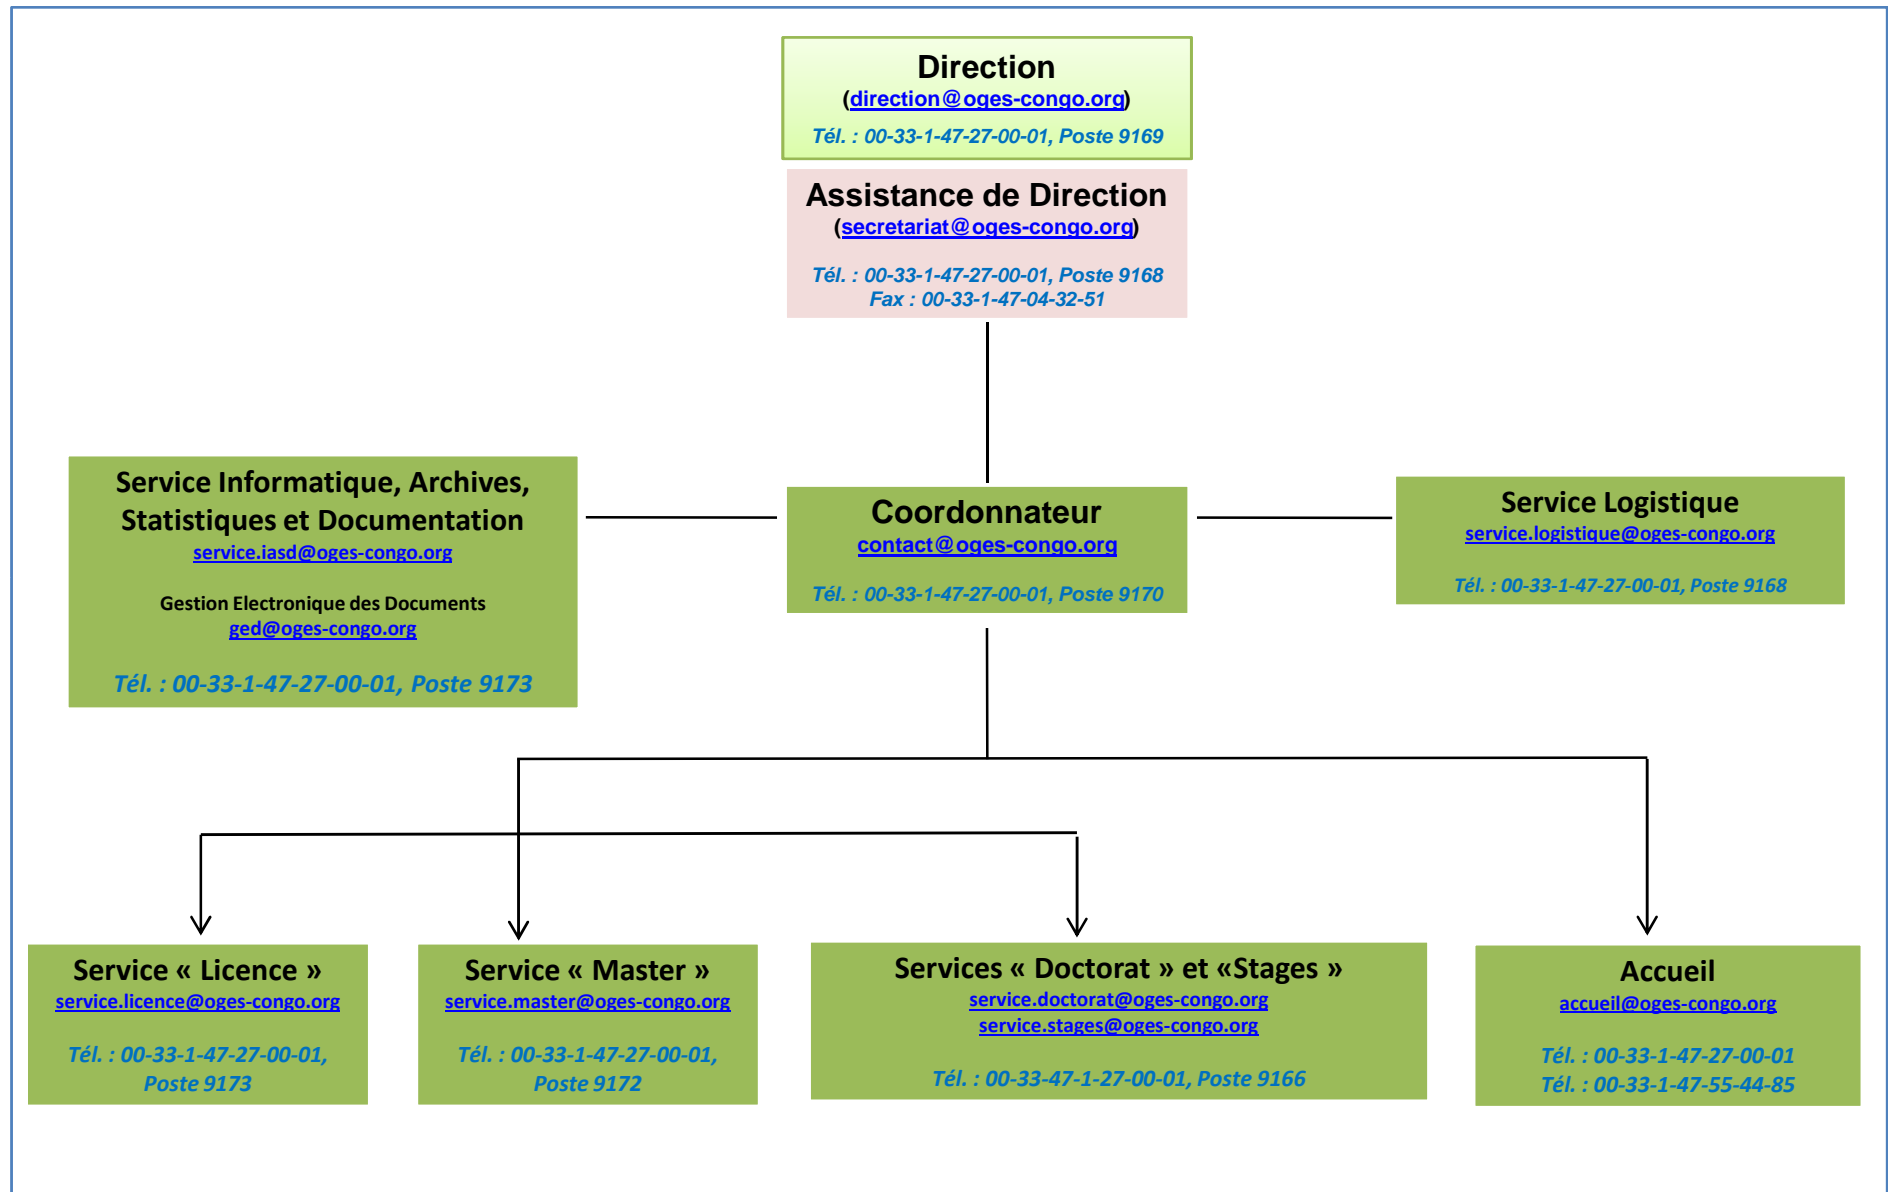 Direction
(direction@oges-congo.org)
Tél. : 00-33-1-47-27-00-01, Poste 9169
Assistance de Direction
(secretariat@oges-congo.org)
Tél. : 00-33-1-47-27-00-01, Poste 9168
Fax : 00-33-1-47-04-32-51
Service Informatique, Archives,
Statistiques et Documentation
service.iasd@oges-congo.org
Gestion Electronique des Documents
ged@oges-congo.org
Tél. : 00-33-1-47-27-00-01, Poste 9173
Coordonnateur
contact@oges-congo.org
Tél. : 00-33-1-47-27-00-01, Poste 9170
Service Logistique
service.logistique@oges-congo.org
Tél. : 00-33-1-47-27-00-01, Poste 9168
Service « Licence »
service.licence@oges-congo.org
Tél. : 00-33-1-47-27-00-01,
Poste 9173
Service « Master »
service.master@oges-congo.org
Tél. : 00-33-1-47-27-00-01,
Poste 9172
Services « Doctorat » et «Stages »
service.doctorat@oges-congo.org
service.stages@oges-congo.org
Tél. : 00-33-47-1-27-00-01, Poste 9166
Accueil
accueil@oges-congo.org
Tél. : 00-33-1-47-27-00-01
Tél. : 00-33-1-47-55-44-85